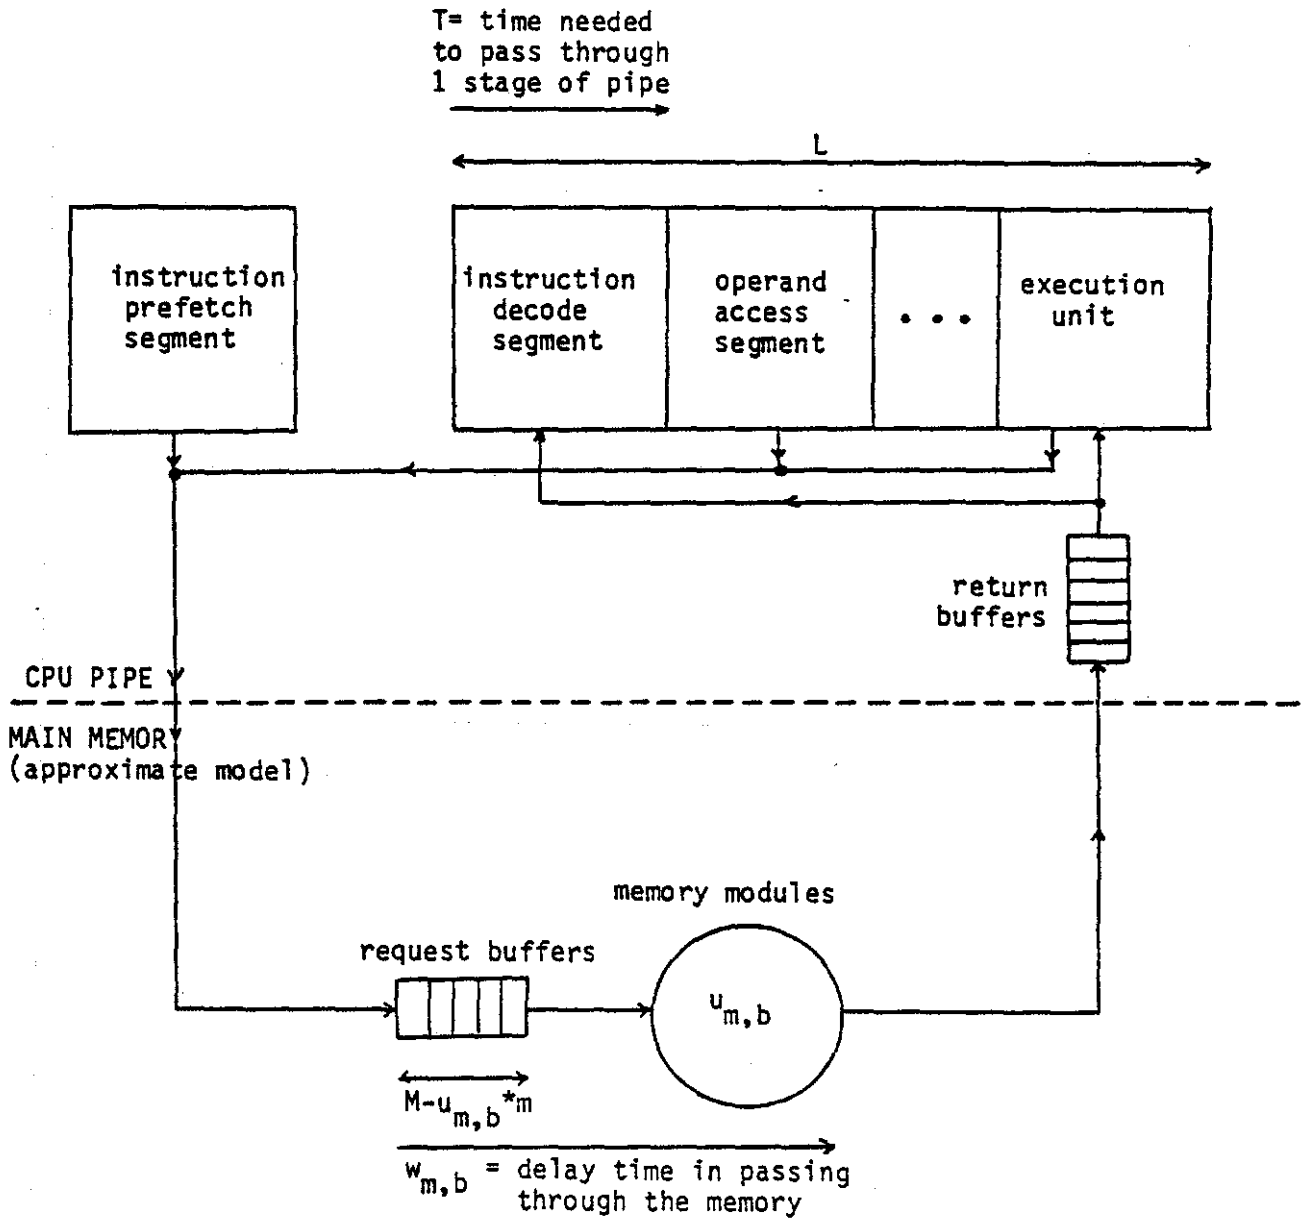 T= time needed
to pass through
1 stage of pipe
L
instruction
prefetch
segment
instruction
decode
segment
operand
access
segment
• • •
execution
unit
return
buffers
CPU PIPE
MAIN MEMOR
(approximate model)
memory modules
request buffers
u_{m,b}
M-u_{m,b}*m
w_{m,b} = delay time in passing
through the memory